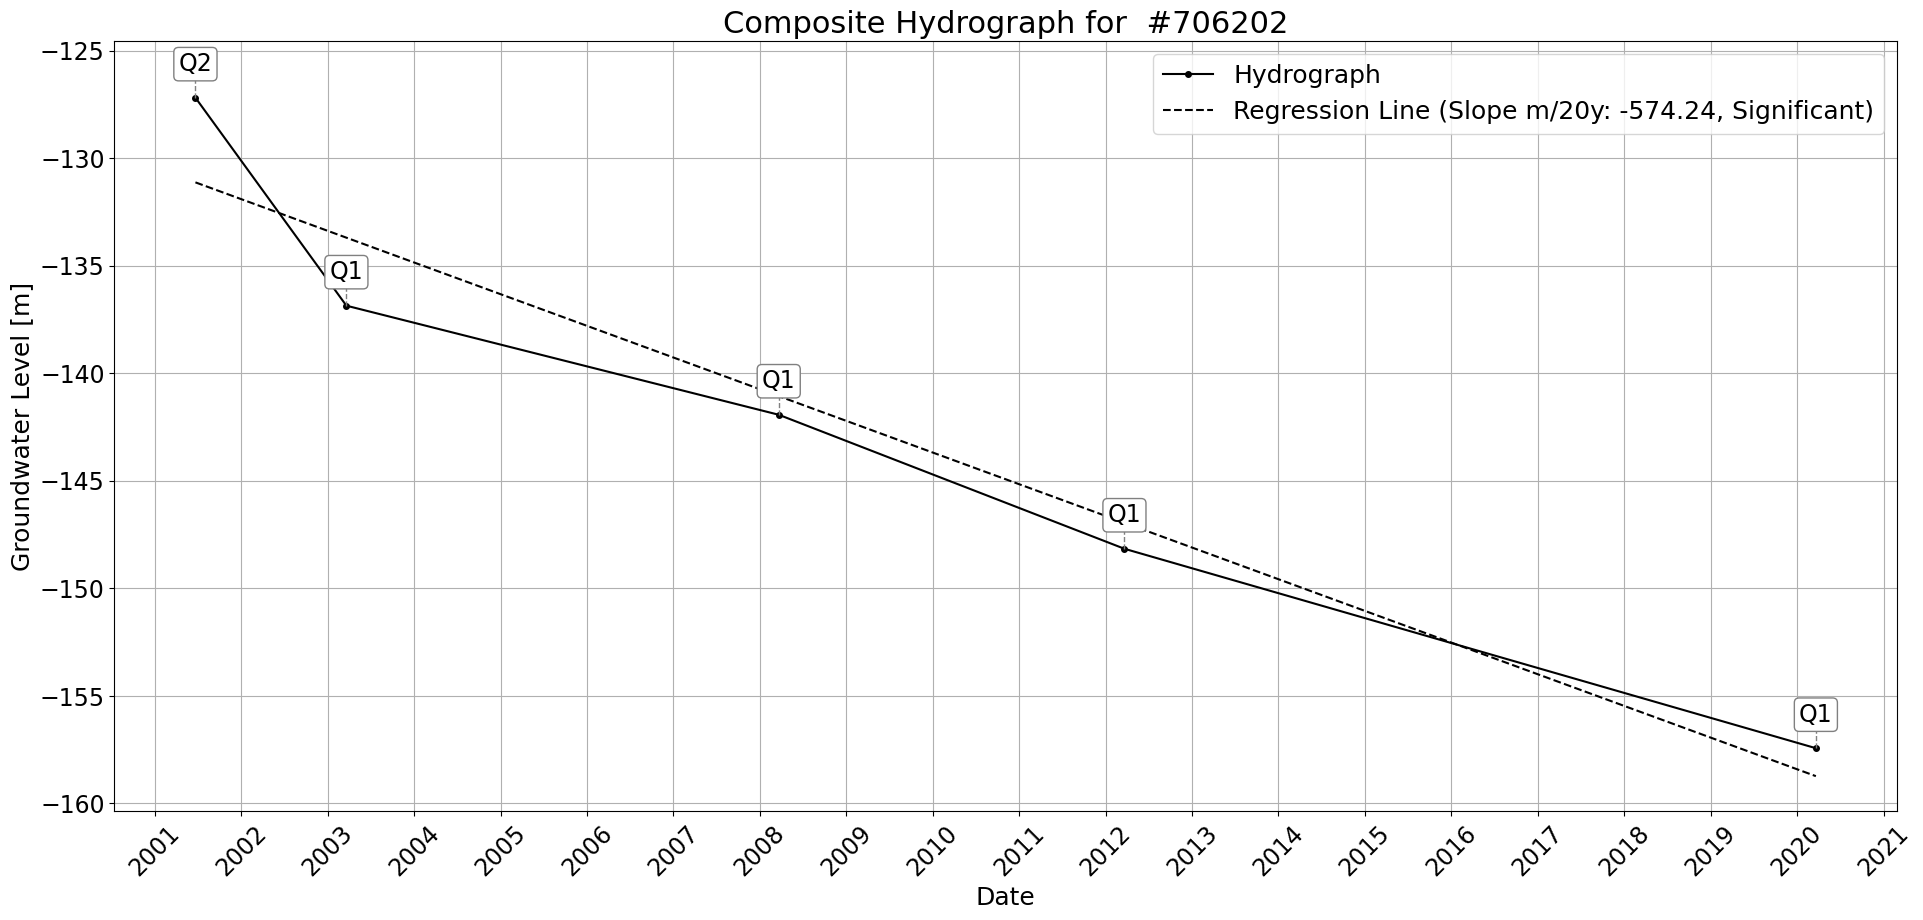 Composite Hydrograph for  #706202
Hydrograph
Regression Line (Slope m/20y: -574.24, Significant)
Groundwater Level [m]
−125
−130
−135
−140
−145
−150
−155
−160
Q2
Q1
Q1
Q1
Q1
2001
2002
2003
2004
2005
2006
2007
2008
2009
2010
2011
2012
2013
2014
2015
2016
2017
2018
2019
2020
2021
Date